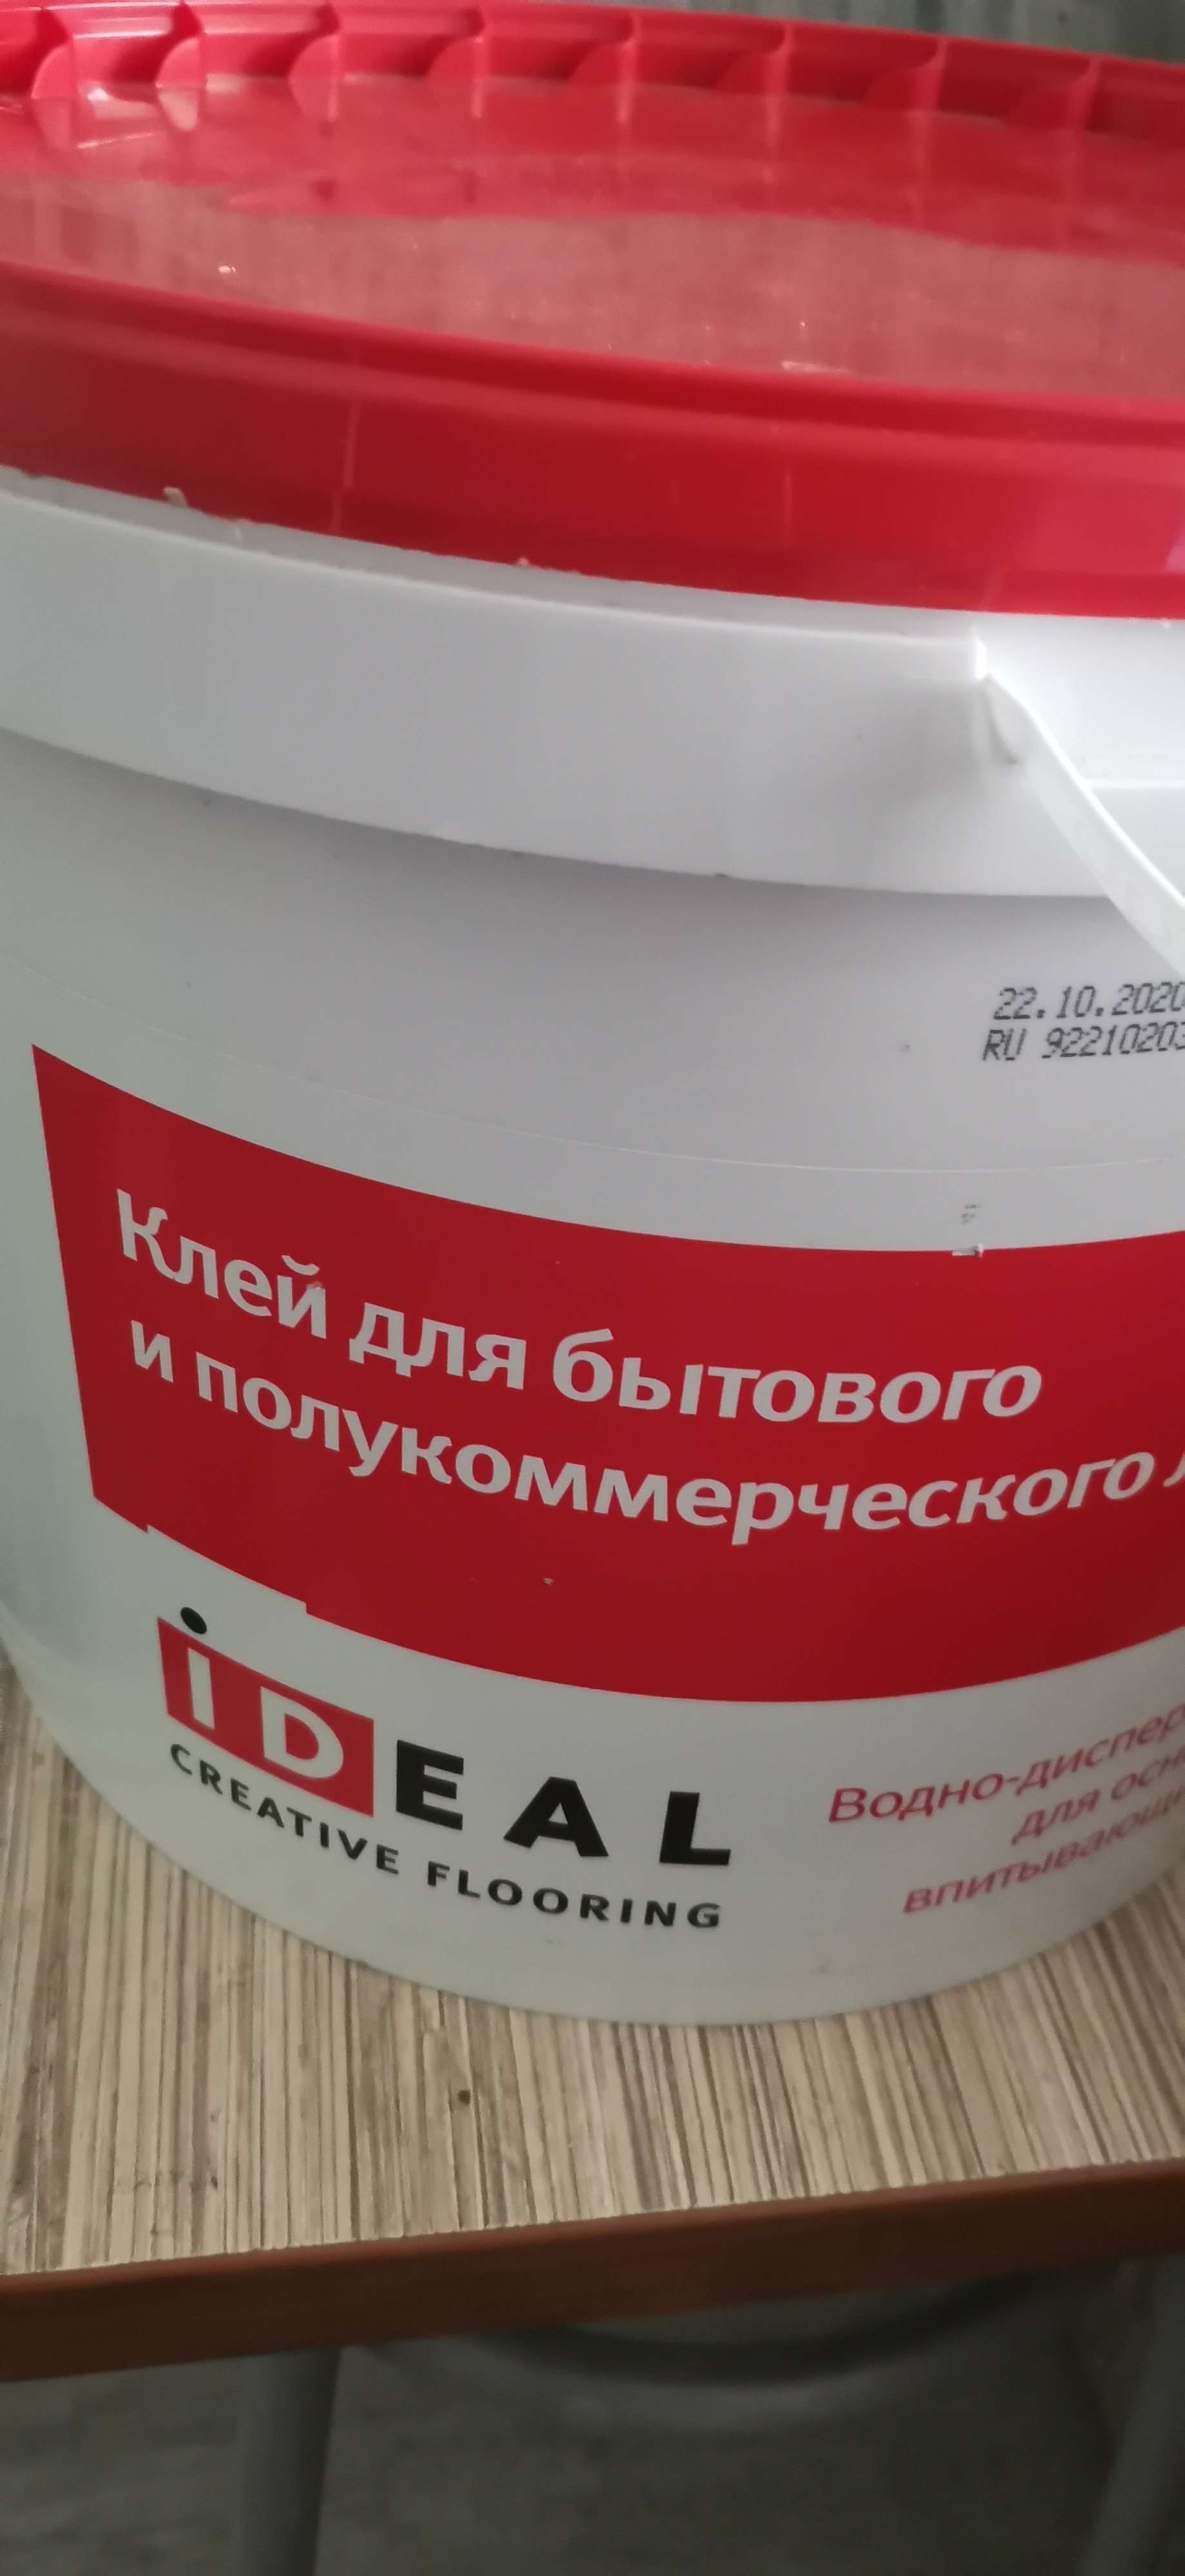 22.10.2020
RU 92210203
Клей для бытового
и полукоммерческого
iDEAL
CREATIVE FLOORING
Водно-диспер
для осн
впитывающ